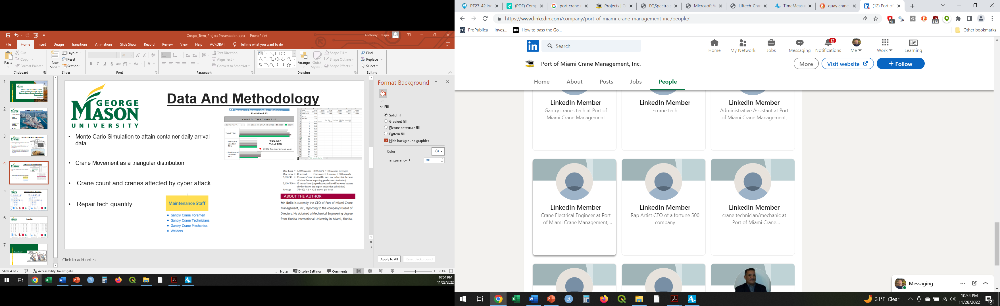 Crespo_Term_Project Presentation.pptx - PowerPoint
Anthony Crespo
File Home Insert Design Transitions Animations Slide Show Record Review View Help ACROBAT Tell me what you want to do
Paste
Cut
Copy
Format Painter
Clipboard
New
Slide
Layout
Reset
Section
Slides
20
Font
Text Direction
Align Text
Convert to SmartArt
Paragraph
Arrange
Quick
Styles
Shape Fill
Shape Outline
Shape Effects
Drawing
Find
Replace
Select
Editing
1
2
Presentation Agenda
3
4
Data And Methodology
5
Comparative Models
6
Results
7
Questions?
GEORGE
MASON
UNIVERSITY
Data And Methodology
• Monte Carlo Simulation to attain container daily arrival
data.
• Crane Movement as a triangular distribution.
• Crane count and cranes affected by cyber attack.
• Repair tech quantity.
Bureau of Transportation Statistics
PortMiami, FL
CARGO THROUGHPUT
2016 2017 2018 2019 2020
Total TEU
Inbound
Loaded
TEU
799,620
Total TEU
-3.8% from previous year
Outbound
Loaded
TEU
TEU Monte Carlo
Maintenance Staff
• Gantry Crane Foremen
• Gantry Crane Technicians
• Gantry Crane Mechanics
• Welders
One hour = 3,600 seconds (60+36)/2 = 48 seconds (average)
One move = 48 seconds One move = 5 minutes = 300 seconds
3,600/48 = 75 moves/hour (incredible rate; not achievable because
of other factors impacting production calculation)
3,600/300 = 12 moves/hour (unproductive; and it will be worse because
of other factors the impact production calculation)
Average (75+12) / 2 = 43.5 moves per hour
ABOUT THE AUTHOR
Mr. Bello is currently the CEO of Port of Miami Crane
Management, Inc., reporting to the company's Board of
Directors. He obtained a Mechanical Engineering degree
from Florida International University in Miami, Florida,
Format Background
Fill
Solid fill
Gradient fill
Picture or texture fill
Pattern fill
Hide background graphics
Color
Transparency
0%
Apply to All
Reset Background
Click to add notes
Slide 4 of 7
Accessibility: Investigate
Notes
Display Settings
Comments
83%
10:54 PM
11/28/2022
PT27-42.in
(PDF) Comp
port crane
Projects | C
EQSpectra.
Microsoft W
Liftech-Cra
TimeMeasu
quay crane
(12) Port of
https://www.linkedin.com/company/port-of-miami-crane-management-inc./people/
41
313
ProPublica — Inves...
How to pass the Go...
Other bookmarks
in
Search
Home
My Network
Jobs
Messaging
12
Notifications
Me
Work
Learning
Port of Miami Crane Management, Inc.
More
Visit website
+ Follow
Home
About
Posts
Jobs
People
LinkedIn Member
Gantry cranes tech at Port of
Miami Crane Management
LinkedIn Member
-crane tech
LinkedIn Member
Administrative Assistant at Port
of Miami Crane Management,...
LinkedIn Member
Crane Electrical Engineer at Port
of Miami Crane Management,...
LinkedIn Member
Rap Artist CEO of a fortune 500
company
LinkedIn Member
crane technician/mechanic at
Port of Miami Crane...
Messaging
31°F Clear
10:54 PM
11/28/2022
2